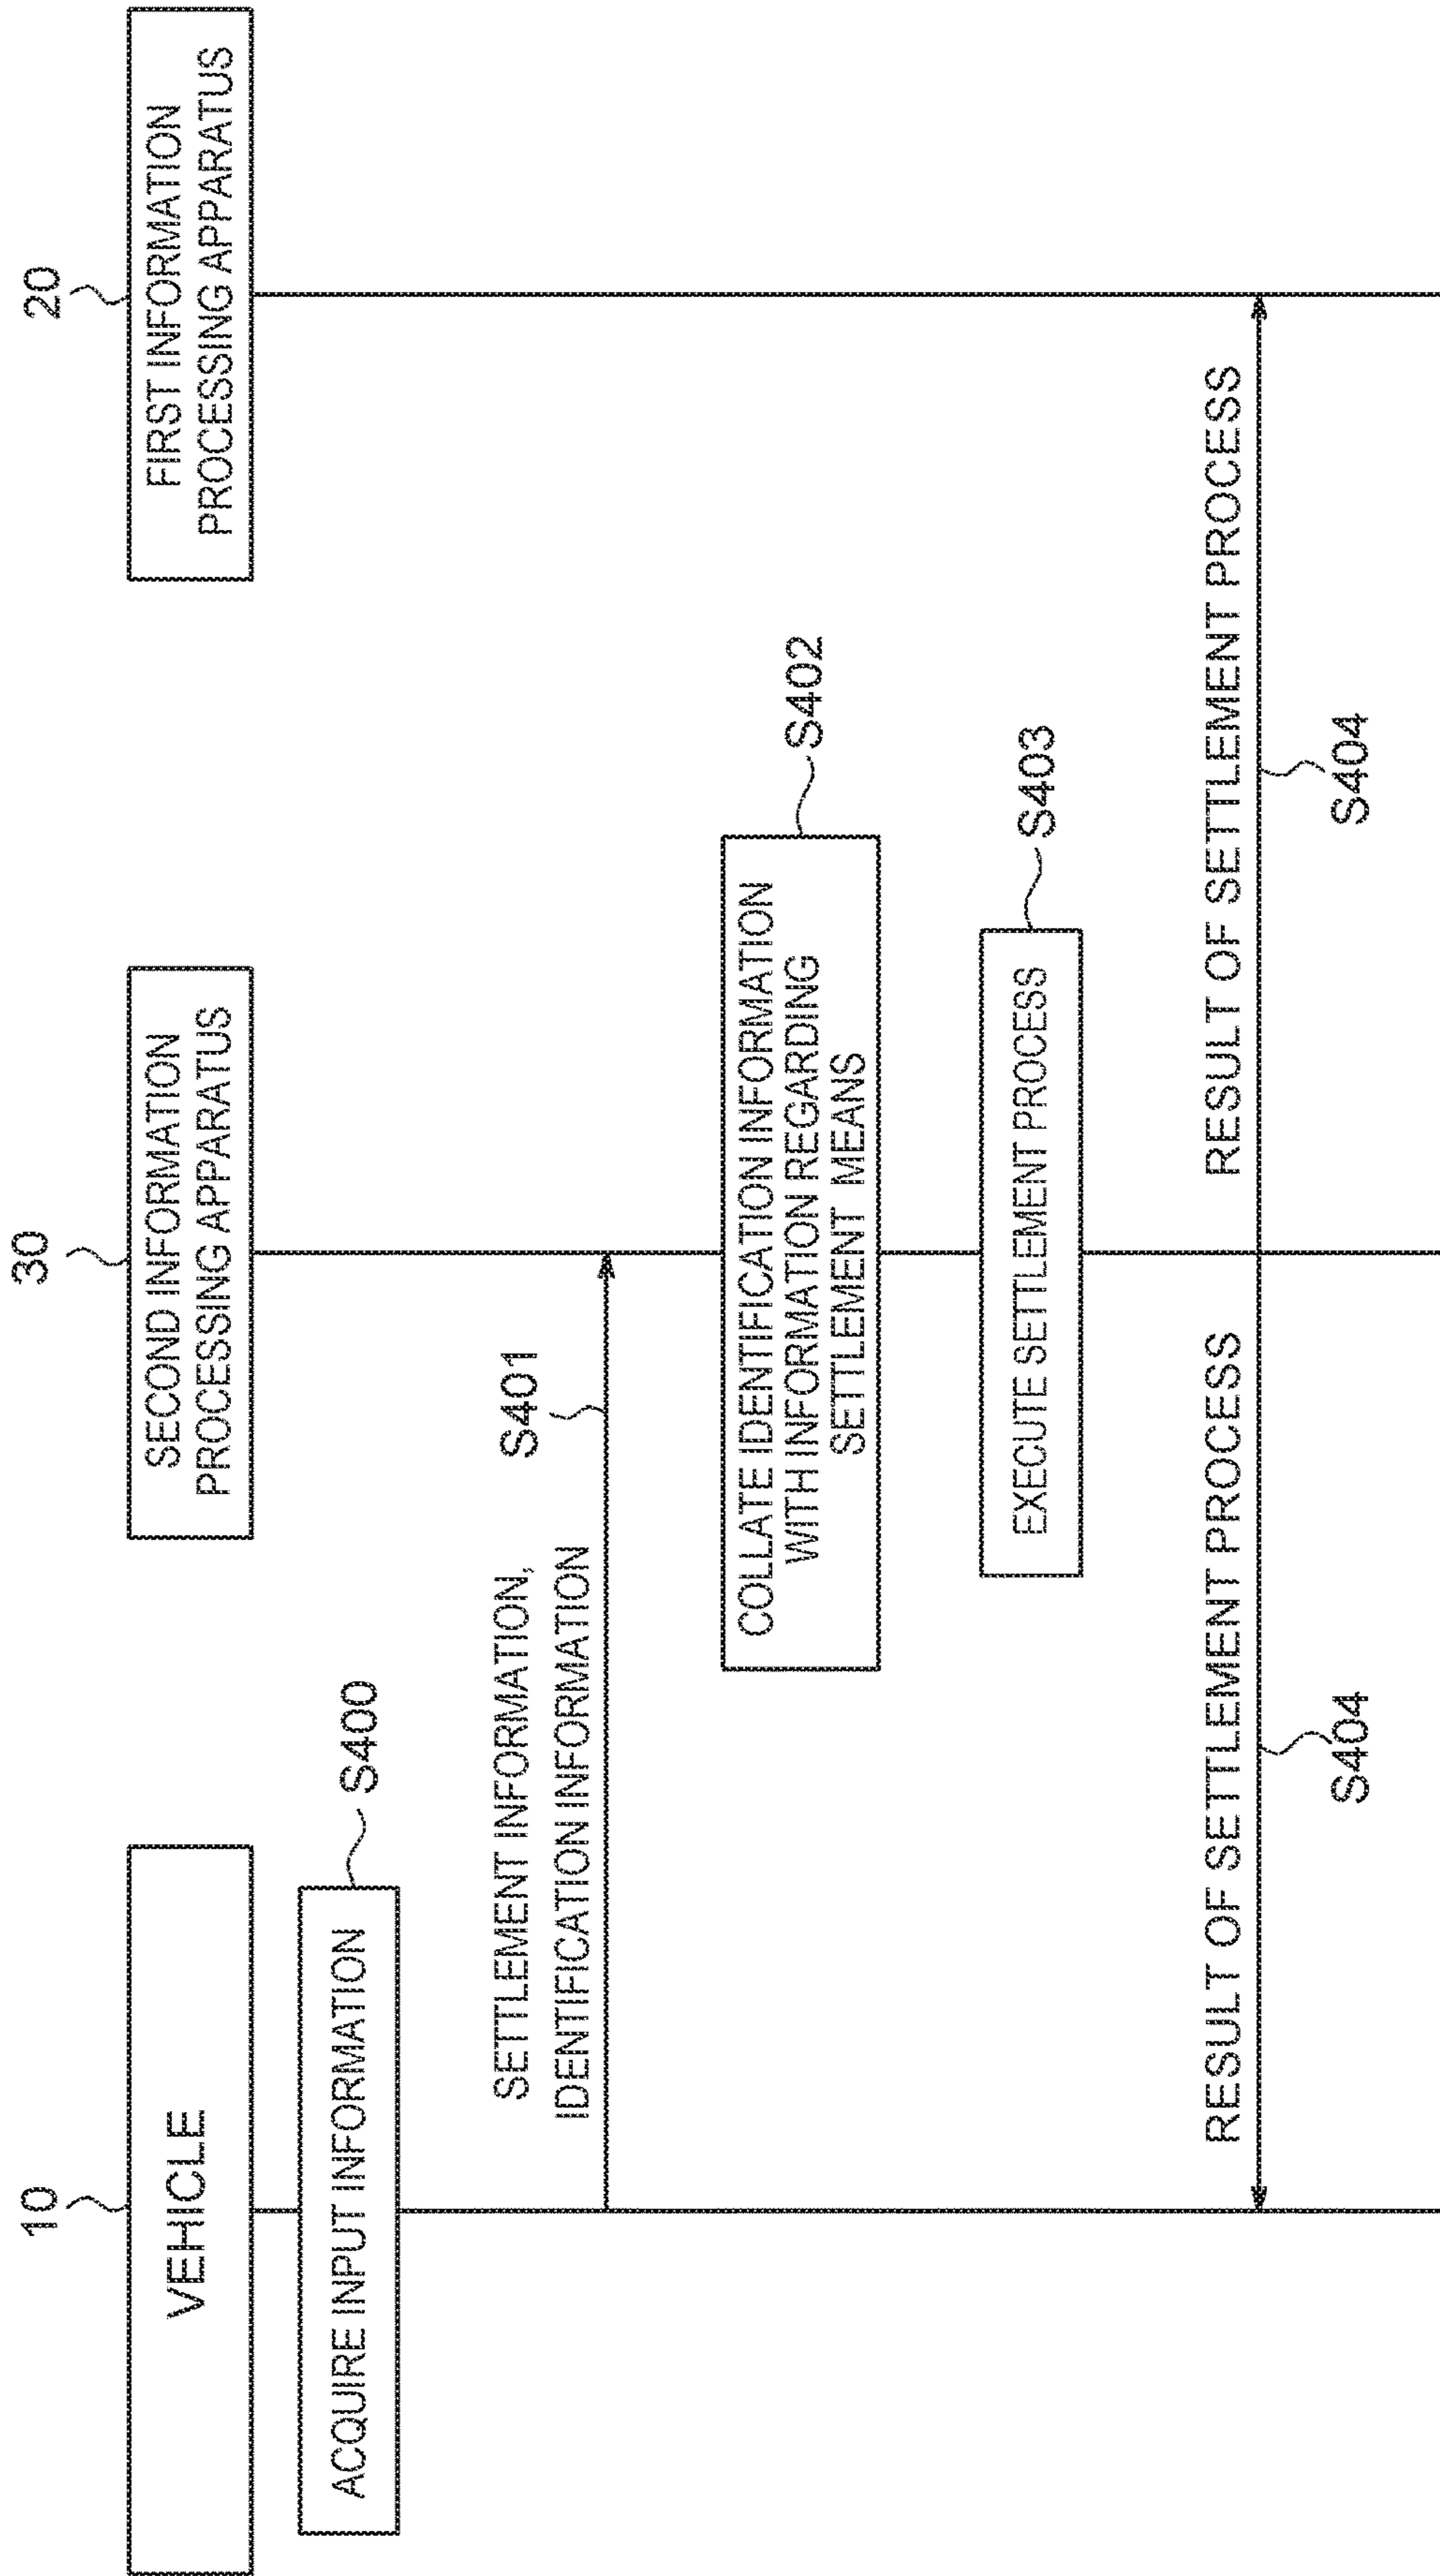 10
VEHICLE
30
SECOND INFORMATION
PROCESSING APPARATUS
20
FIRST INFORMATION
PROCESSING APPARATUS
ACQUIRE INPUT INFORMATION
S400
SETTLEMENT INFORMATION,
IDENTIFICATION INFORMATION
S401
COLLATE IDENTIFICATION INFORMATION
WITH INFORMATION REGARDING
SETTLEMENT MEANS
S402
EXECUTE SETTLEMENT PROCESS
S403
RESULT OF SETTLEMENT PROCESS
RESULT OF SETTLEMENT PROCESS
S404
S404